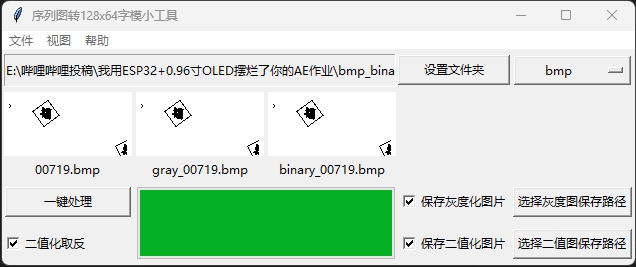 序列图转128x64字模小工具
文件 视图 帮助
E:\哔哩哔哩投稿\我用ESP32+0.96寸OLED摆烂了你的AE作业\bmp_bina
设置文件夹
bmp
00719.bmp
gray_00719.bmp
binary_00719.bmp
一键处理
保存灰度化图片
选择灰度图保存路径
二值化取反
保存二值化图片
选择二值图保存路径